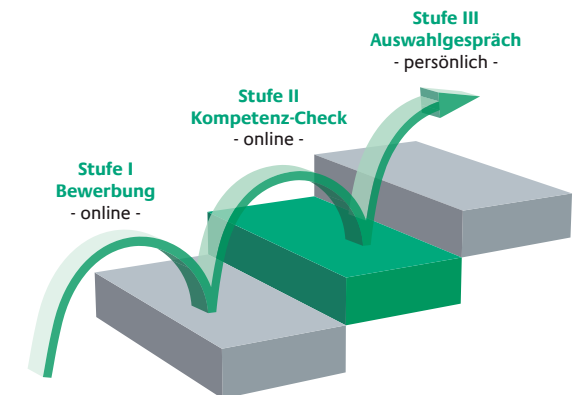 Stufe I
Bewerbung
- online -
Stufe II
Kompetenz-Check
- online -
Stufe III
Auswahlgespräch
- persönlich -